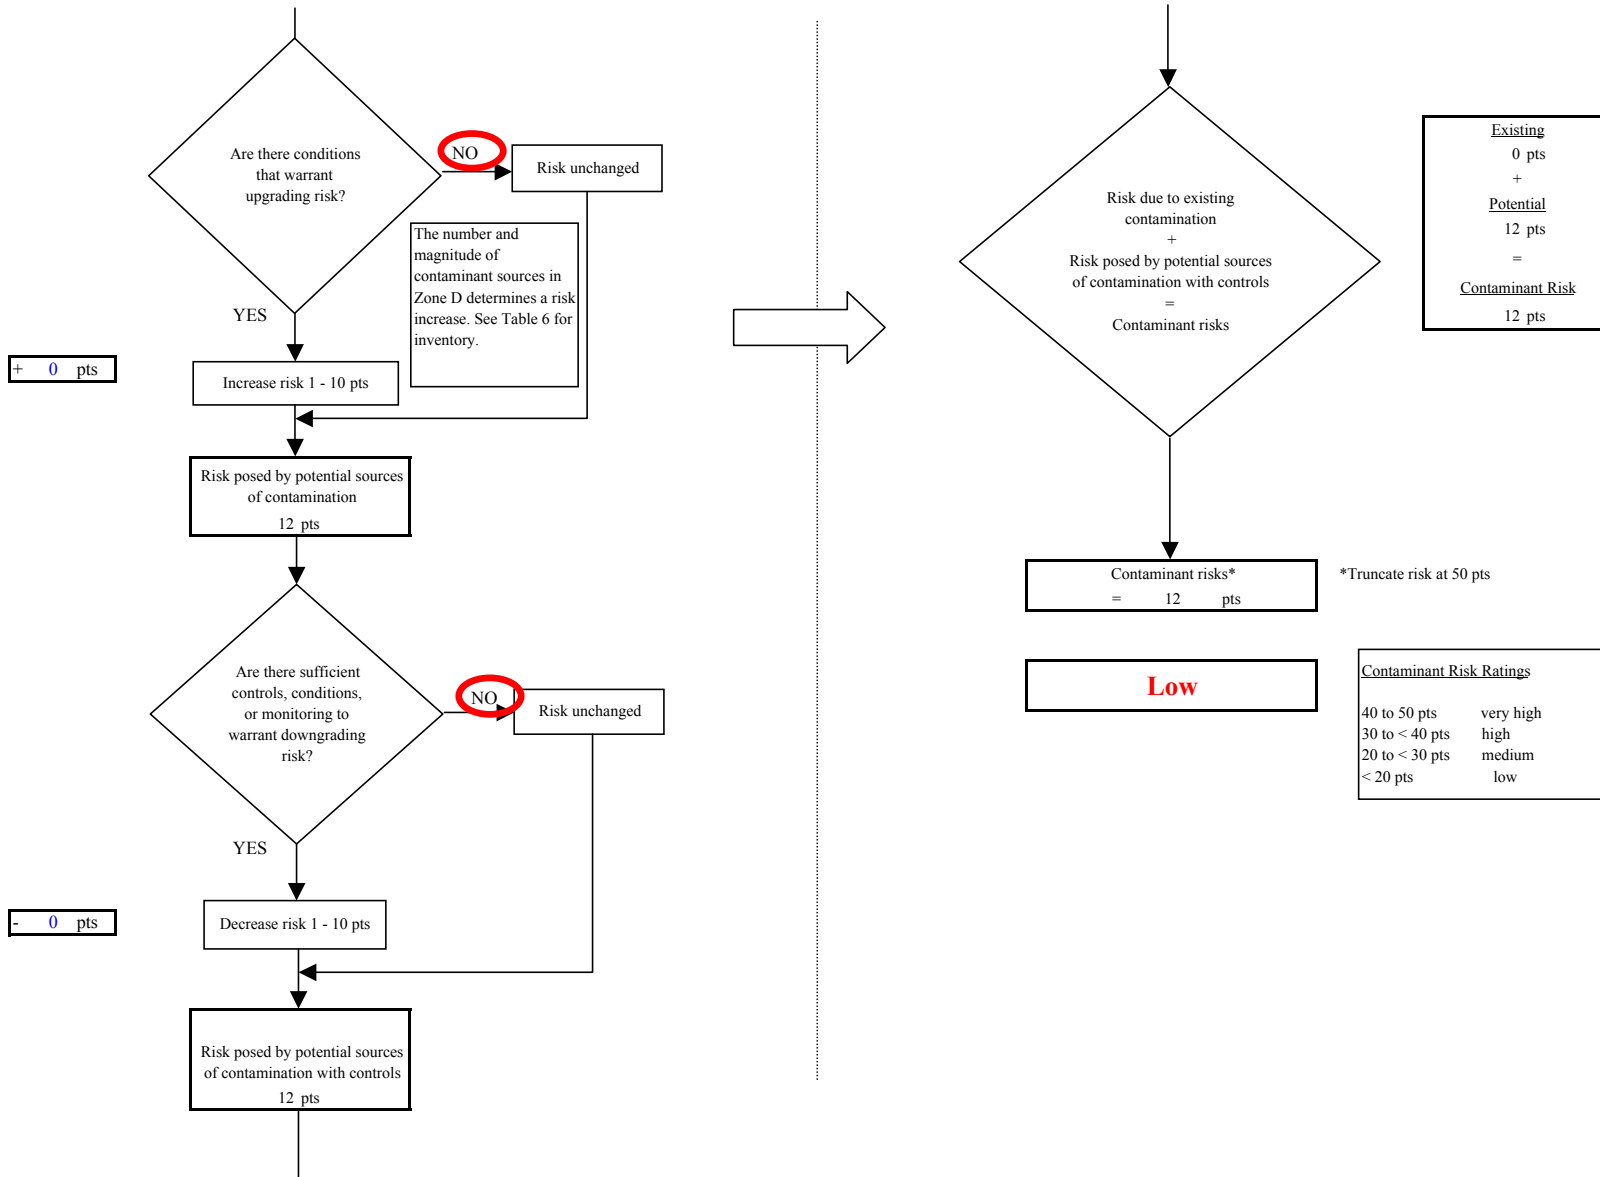 Are there conditions
that warrant
upgrading risk?
NO
Risk unchanged
The number and
magnitude of
contaminant sources in
Zone D determines a risk
increase. See Table 6 for
inventory.
YES
+ 0 pts
Increase risk 1 - 10 pts
Risk posed by potential sources
of contamination
12 pts
Are there sufficient
controls, conditions,
or monitoring to
warrant downgrading
risk?
NO
Risk unchanged
YES
- 0 pts
Decrease risk 1 - 10 pts
Risk posed by potential sources
of contamination with controls
12 pts
Risk due to existing
contamination
+
Risk posed by potential sources
of contamination with controls
=
Contaminant risks
Existing
0 pts
+
Potential
12 pts
=
Contaminant Risk
12 pts
Contaminant risks*
= 12 pts
*Truncate risk at 50 pts
Low
Contaminant Risk Ratings
40 to 50 pts very high
30 to < 40 pts high
20 to < 30 pts medium
< 20 pts low